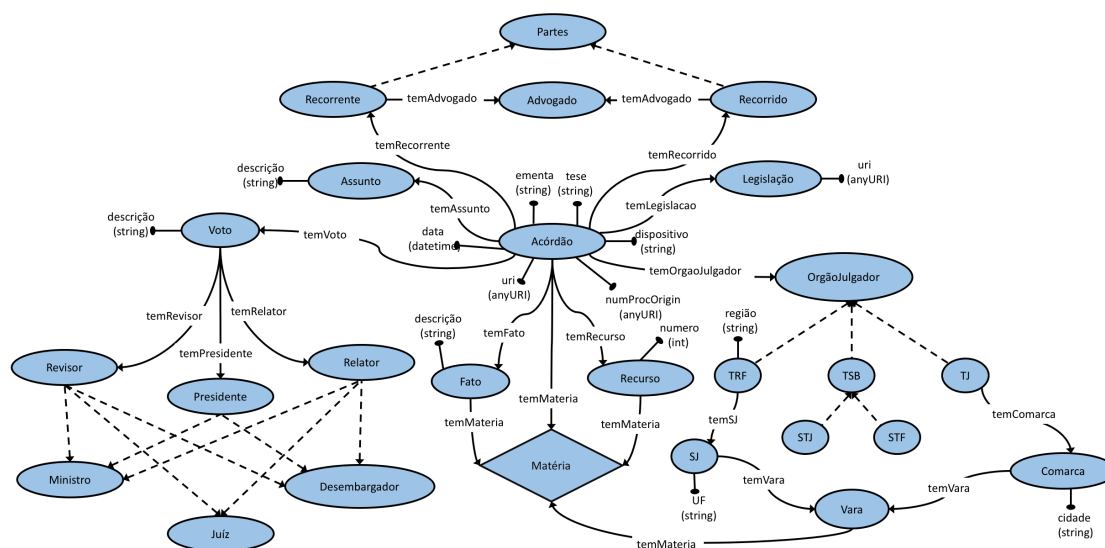 Partes
Recorrente
temAdvogado
Advogado
temAdvogado
Recorrido
temRecorrente
temRecorrido
descrição
(string)
Assunto
ementa
(string)
tese
(string)
Legislação
uri
(anyURI)
temAssunto
temLegislacao
descrição
(string)
Voto
temVoto
data
(datetime)
Acórdão
dispositivo
(string)
temOrgaoJulgador
OrgãoJulgador
uri
(anyURI)
numProcOrigin
(anyURI)
temRevisor
temRelator
temPresidente
descrição
(string)
temFato
temRecurso
numero
(int)
região
(string)
Revisor
Relator
Presidente
Fato
Recurso
TRF
TSB
TJ
temMateria
temMateria
temMateria
temSJ
temComarca
STJ
STF
Ministro
Desembargador
Matéria
SJ
temVara
temVara
Comarca
UF
(string)
Vara
cidade
(string)
Juíz
temMateria